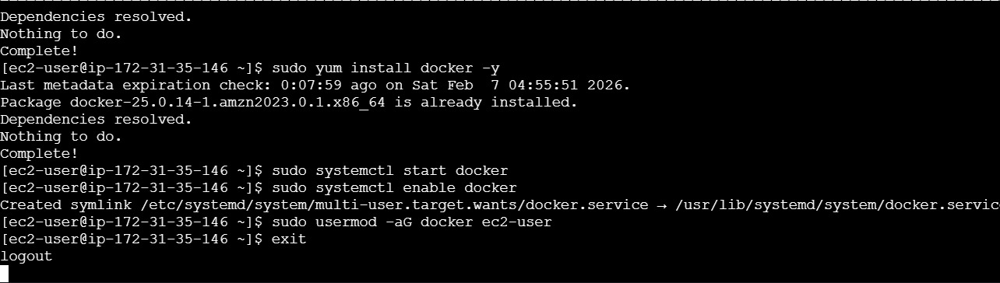 Dependencies resolved.
Nothing to do.
Complete!
[ec2-user@ip-172-31-35-146 ~]$ sudo yum install docker -y
Last metadata expiration check: 0:07:59 ago on Sat Feb  7 04:55:51 2026.
Package docker-25.0.14-1.amzn2023.0.1.x86_64 is already installed.
Dependencies resolved.
Nothing to do.
Complete!
[ec2-user@ip-172-31-35-146 ~]$ sudo systemctl start docker
[ec2-user@ip-172-31-35-146 ~]$ sudo systemctl enable docker
Created symlink /etc/systemd/system/multi-user.target.wants/docker.service → /usr/lib/systemd/system/docker.servic
[ec2-user@ip-172-31-35-146 ~]$ sudo usermod -aG docker ec2-user
[ec2-user@ip-172-31-35-146 ~]$ exit
logout